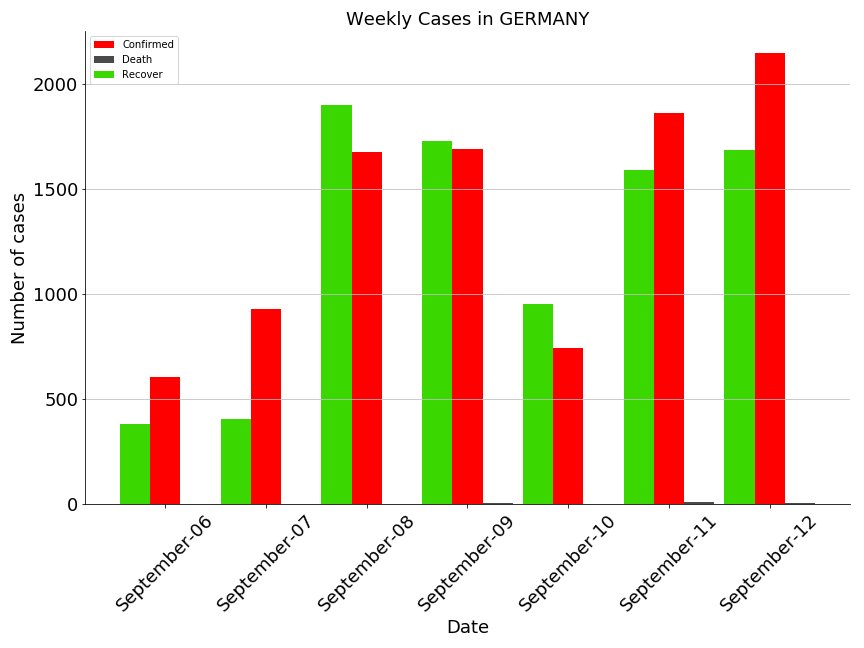 Weekly Cases in GERMANY
Confirmed
Death
Recover
Number of cases
2000
1500
1000
500
0
September-06
September-07
September-08
September-09
September-10
September-11
September-12
Date